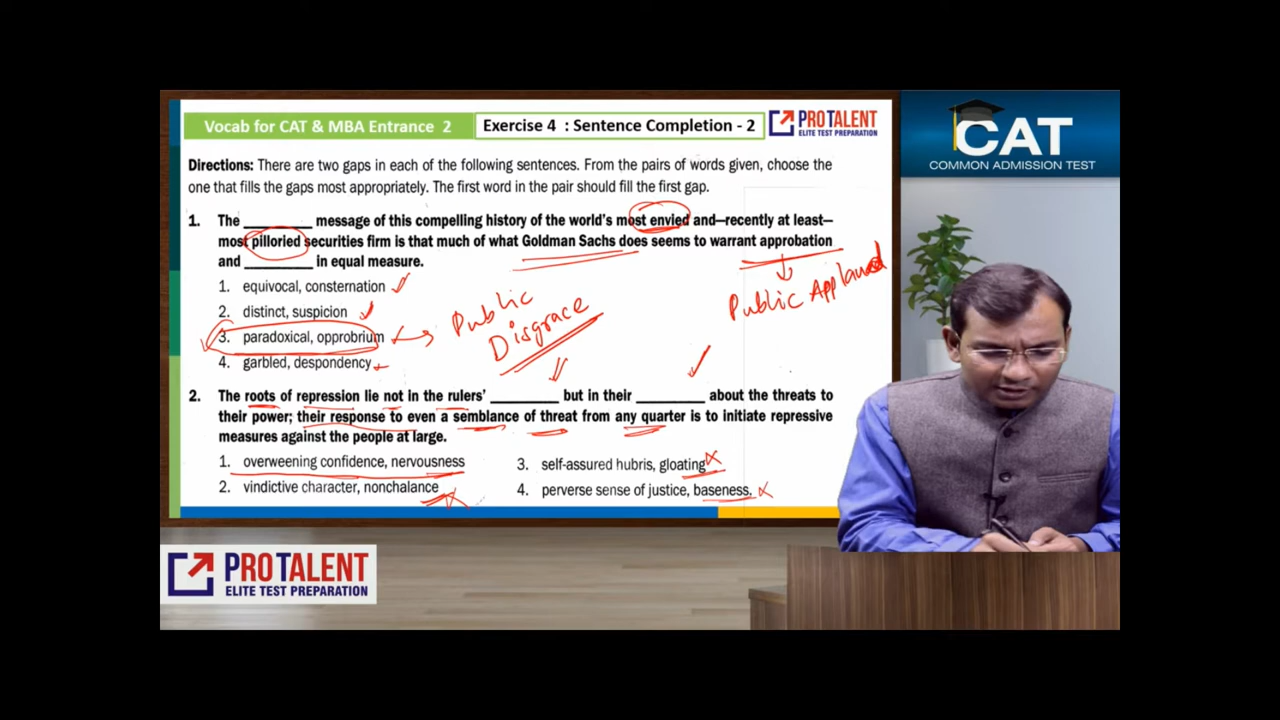 Vocab for CAT & MBA Entrance 2
Exercise 4 : Sentence Completion - 2
PROTALENT
ELITE TEST PREPARATION
CAT
COMMON ADMISSION TEST
Directions: There are two gaps in each of the following sentences. From the pairs of words given, choose the
one that fills the gaps most appropriately. The first word in the pair should fill the first gap.
1. The __________ message of this compelling history of the world's most envied and—recently at least—
most pilloried securities firm is that much of what Goldman Sachs does seems to warrant approbation
and __________ in equal measure.
1. equivocal, consternation
2. distinct, suspicion
3. paradoxical, opprobrium
4. garbled, despondency
Public
Disgrace
Public Applaud
2. The roots of repression lie not in the rulers' __________ but in their __________ about the threats to
their power; their response to even a semblance of threat from any quarter is to initiate repressive
measures against the people at large.
1. overweening confidence, nervousness
2. vindictive character, nonchalance
3. self-assured hubris, gloating
4. perverse sense of justice, baseness.
PROTALENT
ELITE TEST PREPARATION